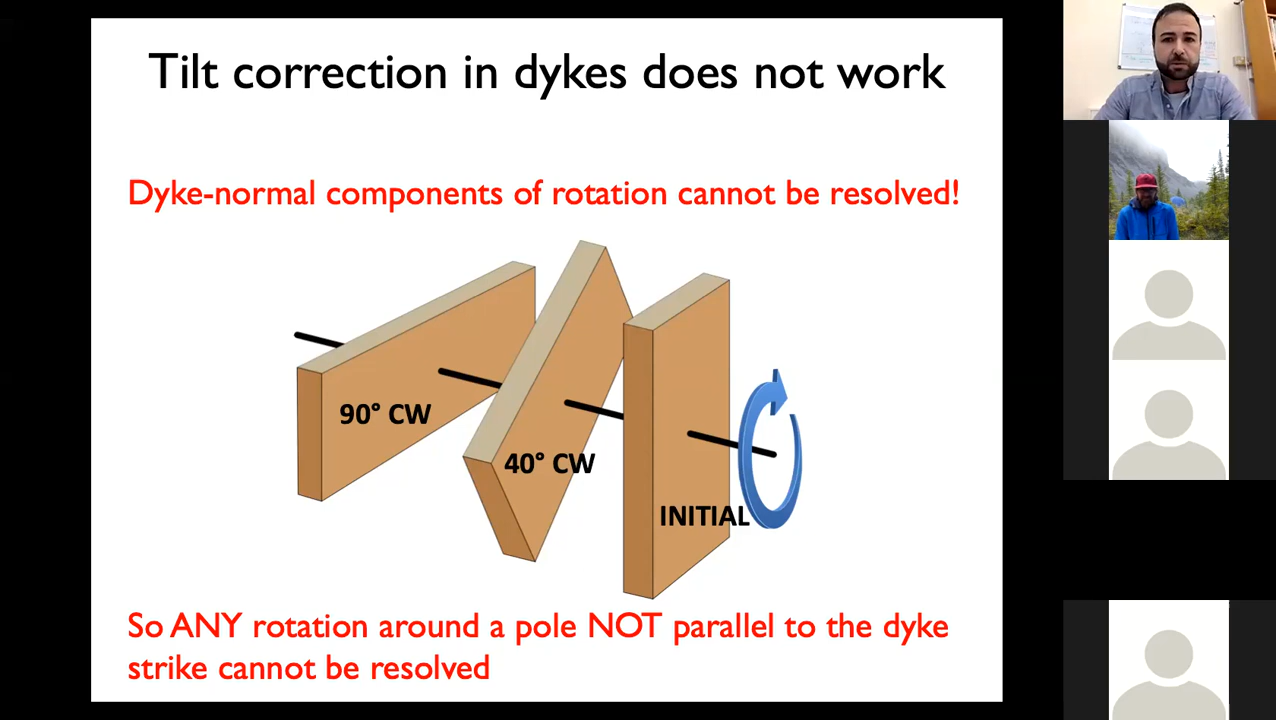 Tilt correction in dykes does not work
Dyke-normal components of rotation cannot be resolved!
90° CW
40° CW
INITIAL
So ANY rotation around a pole NOT parallel to the dyke
strike cannot be resolved